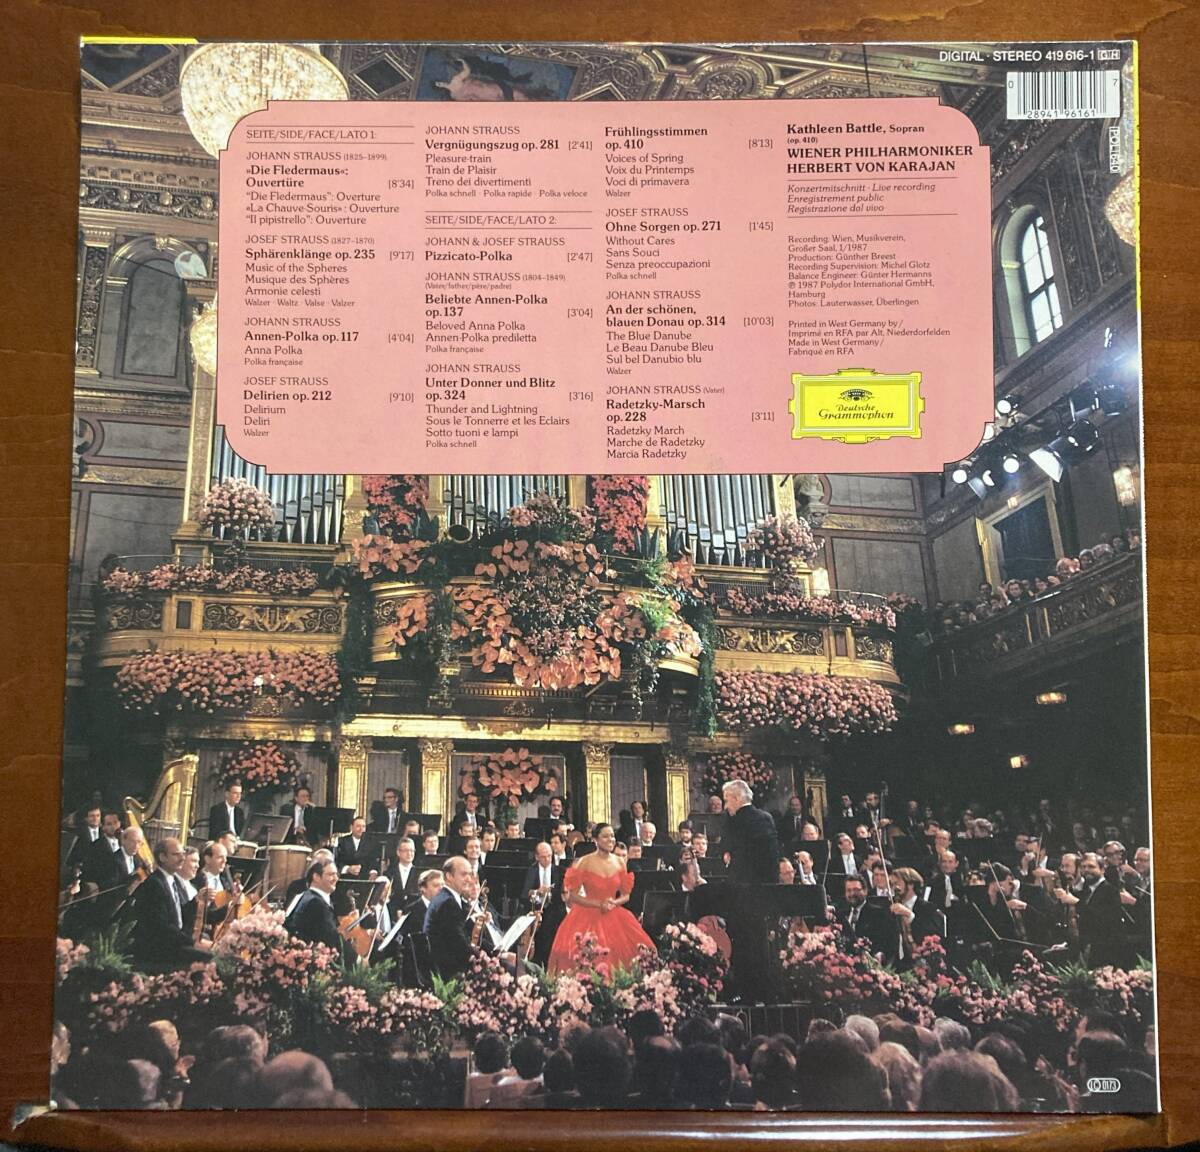 DIGITAL · STEREO 419 616-1 GH
0
28941 96161
7
SEITE/SIDE/FACE/LATO 1:
JOHANN STRAUSS (1825–1899)
»Die Fledermaus«:
Ouvertüre [8'34]
"Die Fledermaus": Overture
«La Chauve-Souris» : Ouverture
"Il pipistrello": Ouverture
JOSEF STRAUSS (1827–1870)
Sphärenklänge op. 235 [9'17]
Music of the Spheres
Musique des Sphères
Armonie celesti
Walzer · Waltz · Valse · Valzer
JOHANN STRAUSS
Annen-Polka op. 117 [4'04]
Anna Polka
Polka française
JOSEF STRAUSS
Delirien op. 212 [9'10]
Delirium
Deliri
Walzer
JOHANN STRAUSS
Vergnügungszug op. 281 [2'41]
Pleasure-train
Train de Plaisir
Treno dei divertimenti
Polka schnell · Polka rapide · Polka veloce
SEITE/SIDE/FACE/LATO 2:
JOHANN & JOSEF STRAUSS
Pizzicato-Polka [2'47]
JOHANN STRAUSS (1804–1849)
(Vater/father/père/padre)
Beliebte Annen-Polka
op. 137 [3'04]
Beloved Anna Polka
Annen-Polka prediletta
Polka française
JOHANN STRAUSS
Unter Donner und Blitz
op. 324 [3'16]
Thunder and Lightning
Sous le Tonnerre et les Eclairs
Sotto tuoni e lampi
Polka schnell
Frühlingsstimmen
op. 410 [8'13]
Voices of Spring
Voix du Printemps
Voci di primavera
Walzer
JOSEF STRAUSS
Ohne Sorgen op. 271 [1'45]
Without Cares
Sans Souci
Senza preoccupazioni
Polka schnell
JOHANN STRAUSS
An der schönen,
blauen Donau op. 314 [10'03]
The Blue Danube
Le Beau Danube Bleu
Sul bel Danubio blu
Walzer
JOHANN STRAUSS (Vater)
Radetzky-Marsch
op. 228 [3'11]
Radetzky March
Marche de Radetzky
Marcia Radetzky
Kathleen Battle, Sopran
(op. 410)
WIENER PHILHARMONIKER
HERBERT VON KARAJAN
Konzertmitschnitt · Live recording
Enregistrement public
Registrazione dal vivo
Recording: Wien, Musikverein,
Großer Saal, 1/1987
Production: Günther Breest
Recording Supervision: Michel Glotz
Balance Engineer: Günter Hermanns
℗ 1987 Polydor International GmbH,
Hamburg
Photos: Lauterwasser, Überlingen
Printed in West Germany by/
Imprimé en RFA par Alt, Niederdorfelden
Made in West Germany/
Fabriqué en RFA
Deutsche
Grammophon